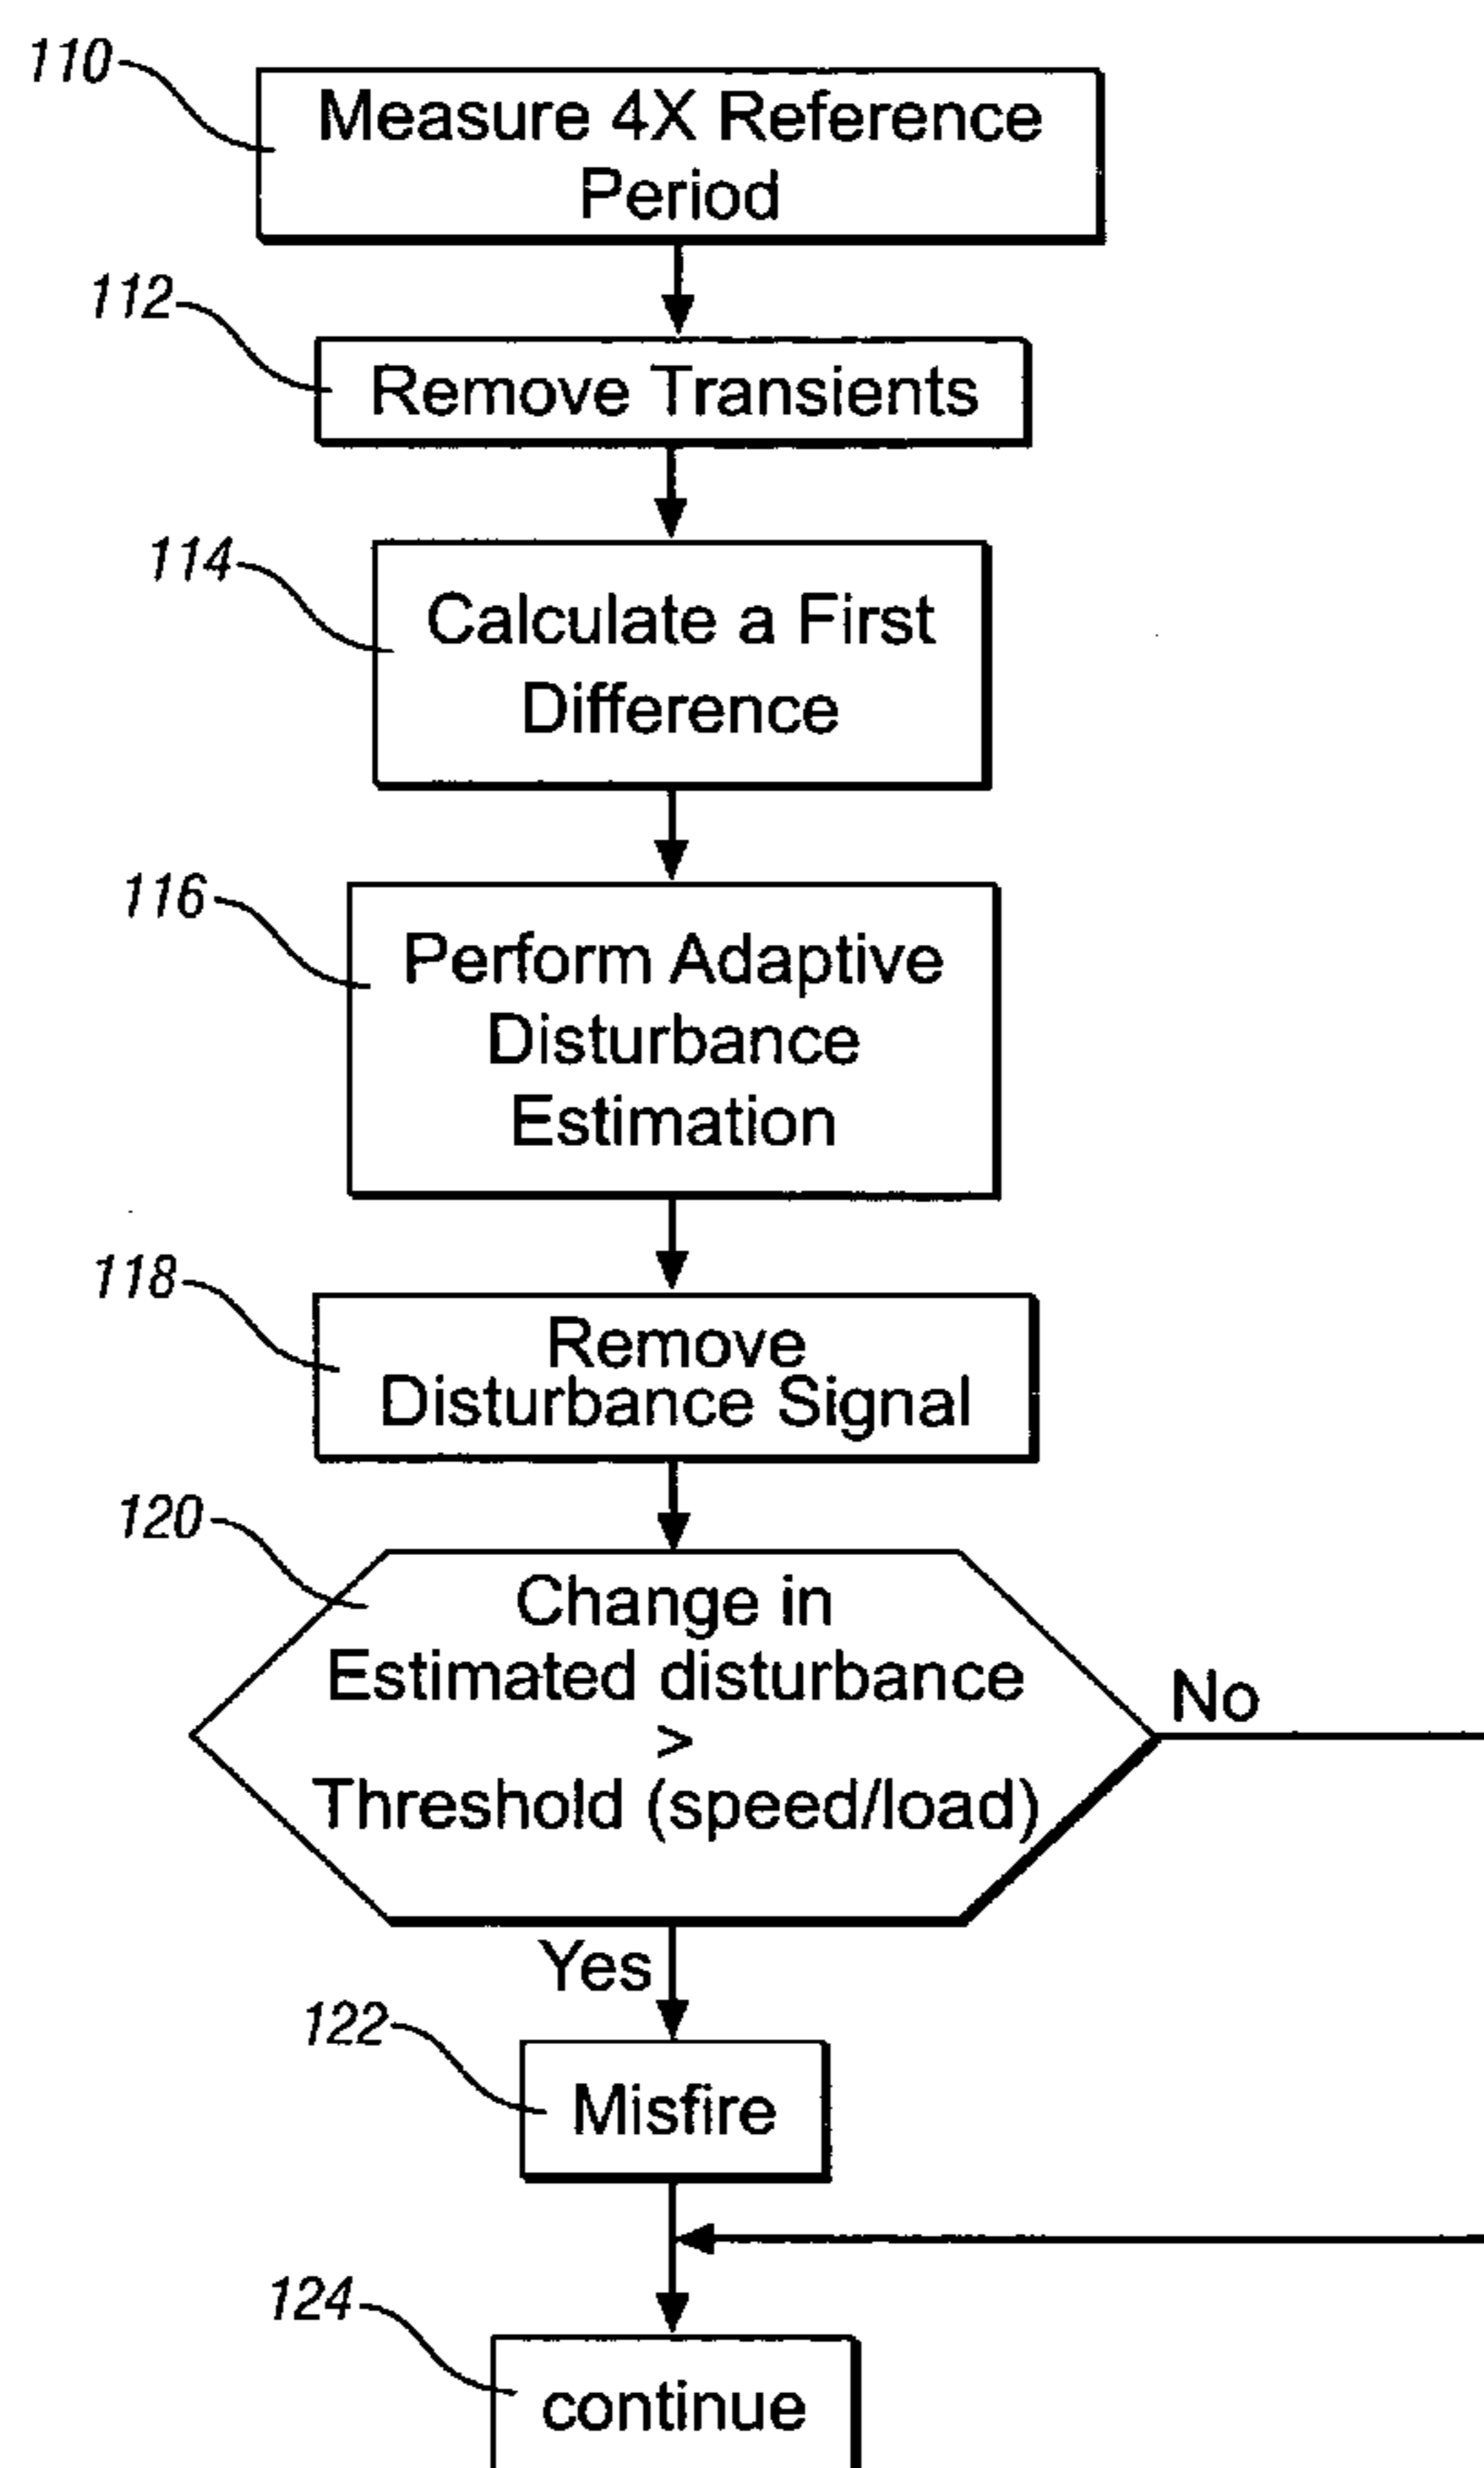 110
Measure 4X Reference
Period
112
Remove Transients
114
Calculate a First
Difference
116
Perform Adaptive
Disturbance
Estimation
118
Remove
Disturbance Signal
120
Change in
Estimated disturbance
>
Threshold (speed/load)
No
Yes
122
Misfire
124
continue